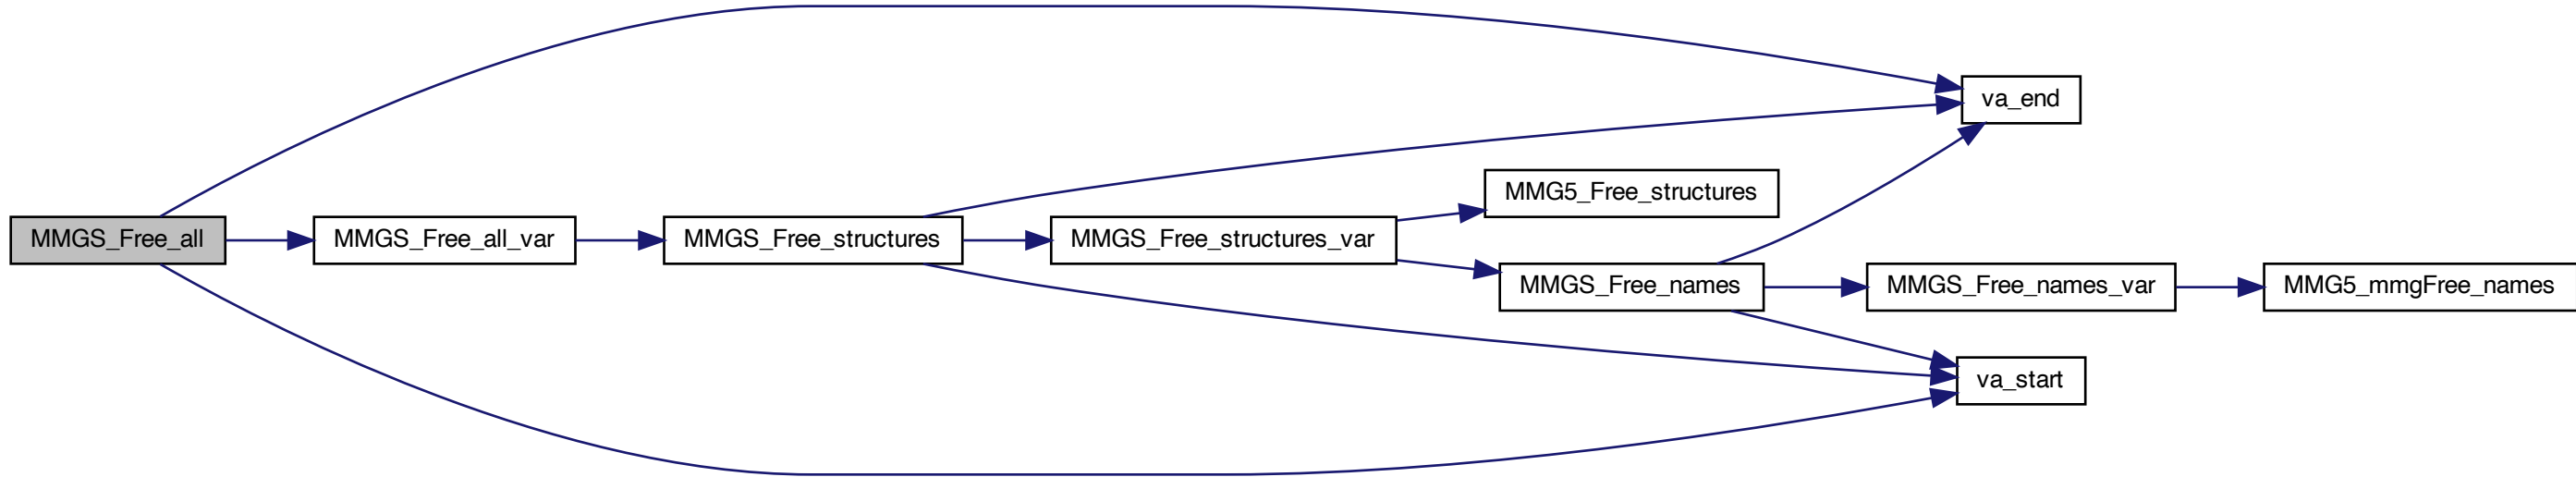 MMGS_Free_all
MMGS_Free_all_var
MMGS_Free_structures
MMGS_Free_structures_var
MMG5_Free_structures
MMGS_Free_names
va_end
MMGS_Free_names_var
MMG5_mmgFree_names
va_start